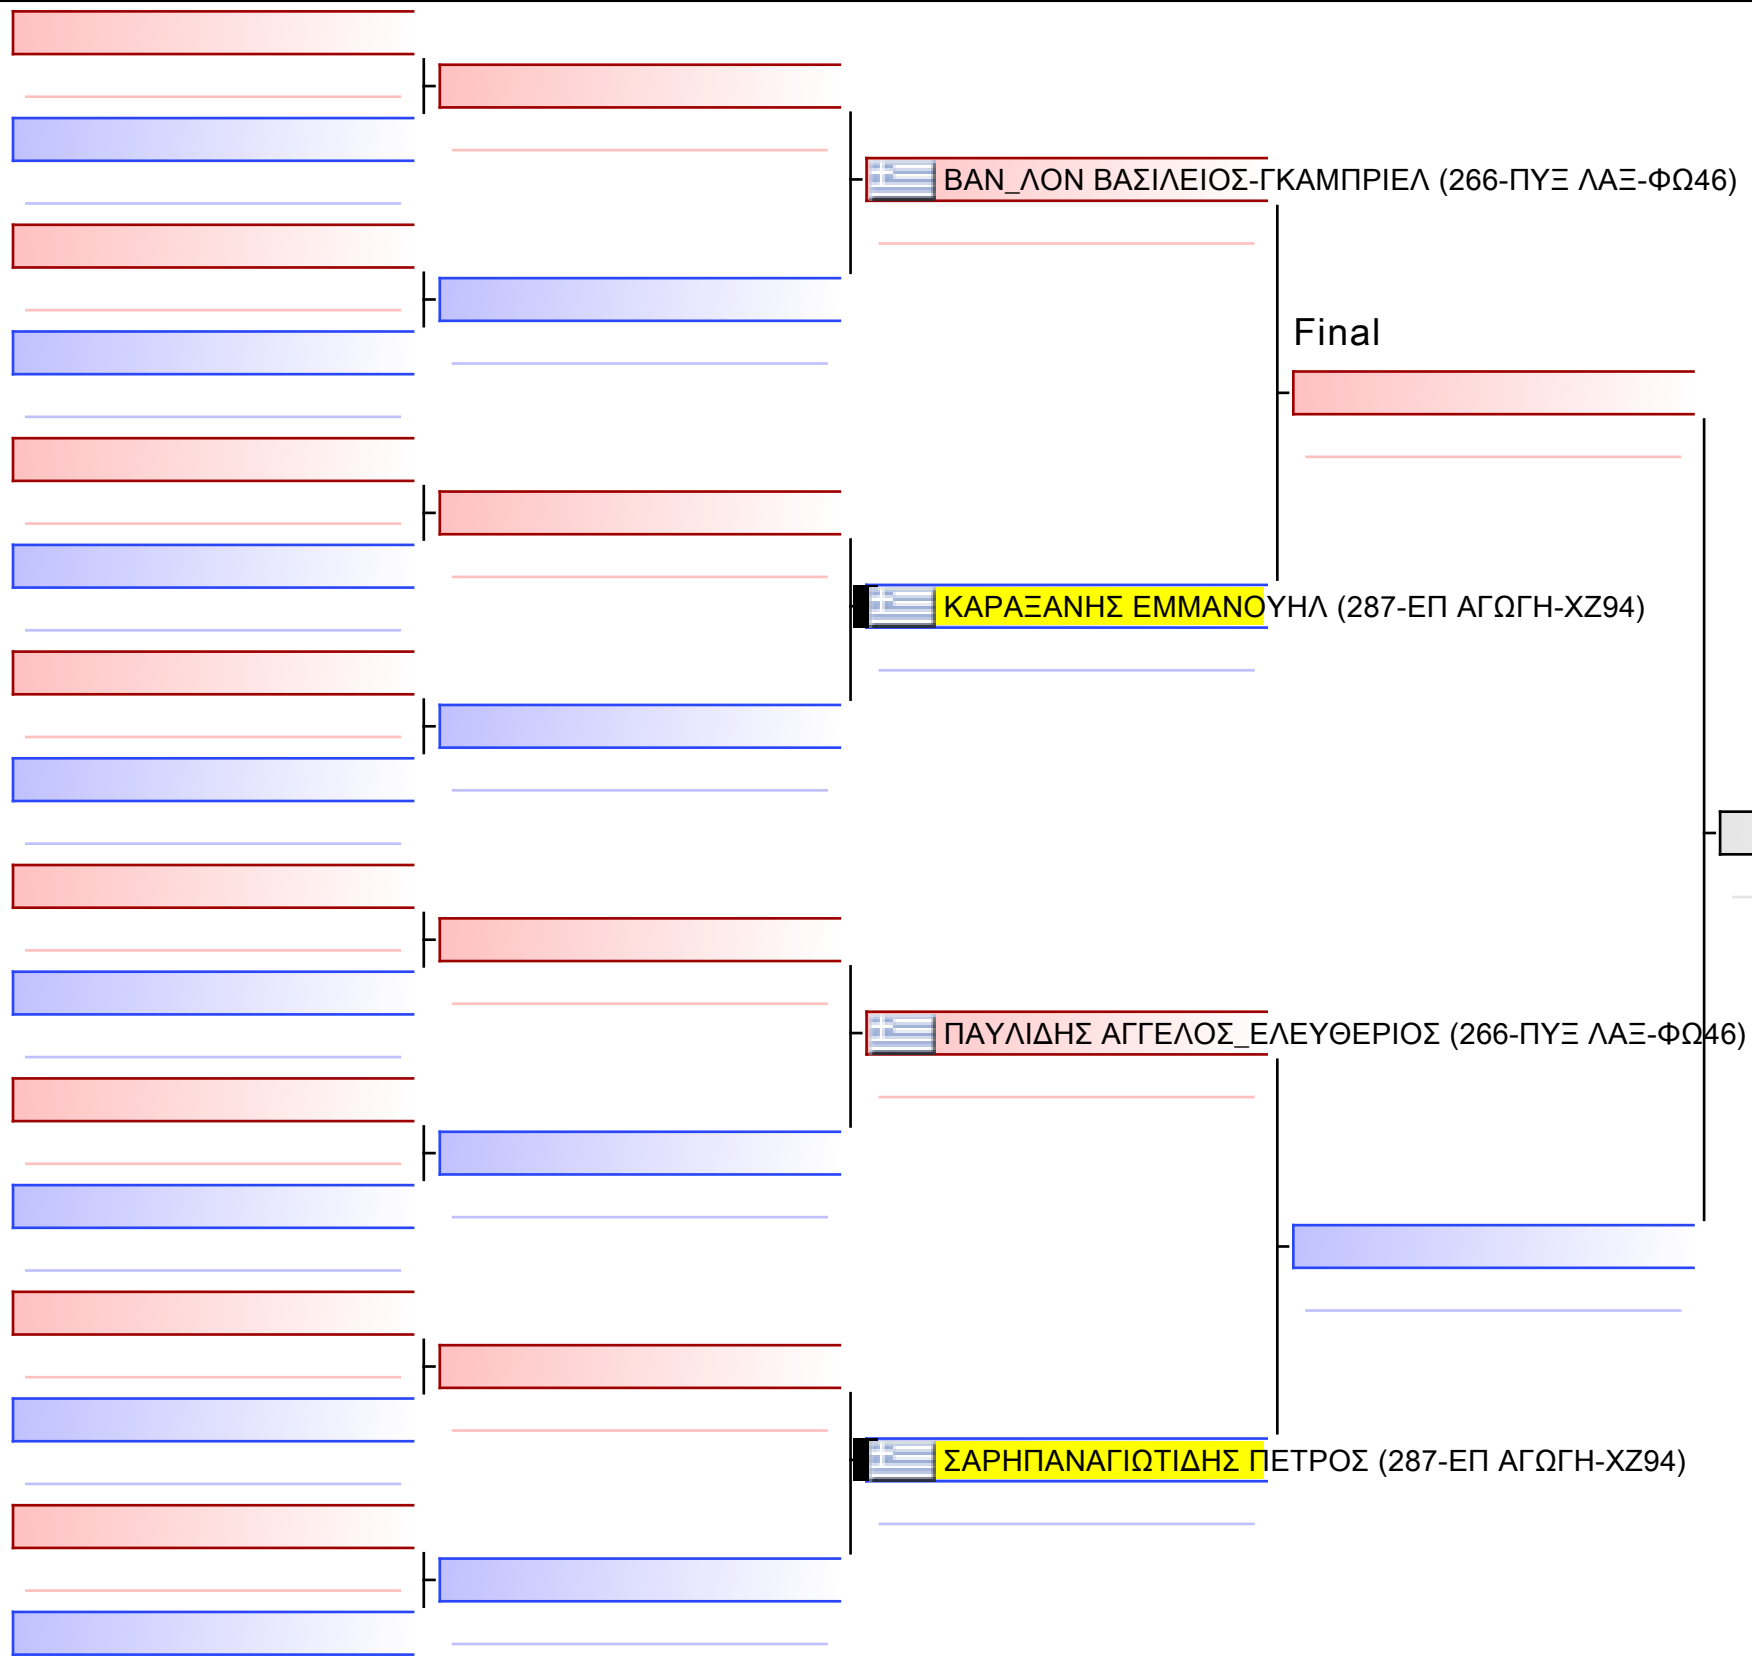 ΒΑΝ_ΛΟΝ ΒΑΣΙΛΕΙΟΣ-ΓΚΑΜΠΡΙΕΛ (266-ΠΥΞ ΛΑΞ-ΦΩ46)
Final
ΚΑΡΑΞΑΝΗΣ ΕΜΜΑΝΟΥΗΛ (287-ΕΠ ΑΓΩΓΗ-ΧΖ94)
ΠΑΥΛΙΔΗΣ ΑΓΓΕΛΟΣ_ΕΛΕΥΘΕΡΙΟΣ (266-ΠΥΞ ΛΑΞ-ΦΩ46)
ΣΑΡΗΠΑΝΑΓΙΩΤΙΔΗΣ ΠΕΤΡΟΣ (287-ΕΠ ΑΓΩΓΗ-ΧΖ94)